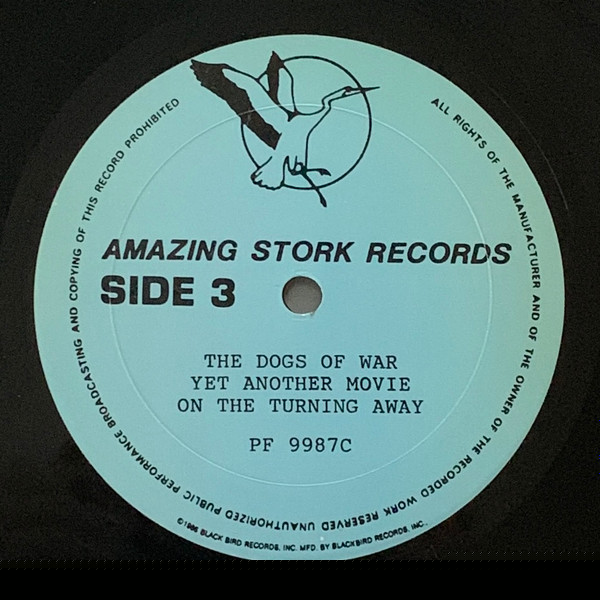 AMAZING STORK RECORDS
SIDE 3
THE DOGS OF WAR
YET ANOTHER MOVIE
ON THE TURNING AWAY
PF 9987C
ALL RIGHTS OF THE MANUFACTURER AND OF THE OWNER OF THE RECORDED WORK RESERVED UNAUTHORIZED PUBLIC PERFORMANCE BROADCASTING AND COPYING OF THIS RECORD PROHIBITED
©1986 BLACK BIRD RECORDS, INC. MFD. BY BLACKBIRD RECORDS, INC..